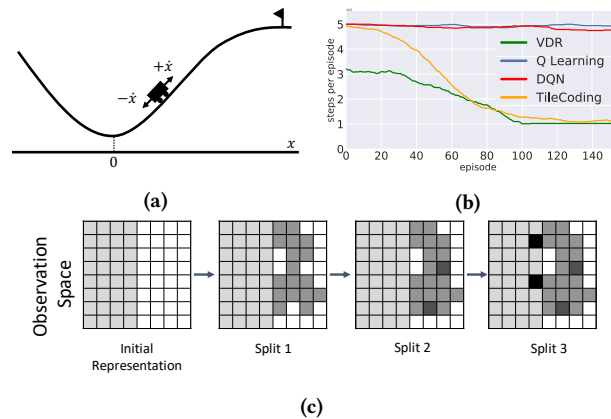 +ẋ
−ẋ
x
0
(a)
steps per episode
5
4
3
2
1
0
VDR
Q Learning
DQN
TileCoding
0 20 40 60 80 100 120 140
episode
(b)
Observation
Space
Initial
Representation
Split 1
Split 2
Split 3
(c)